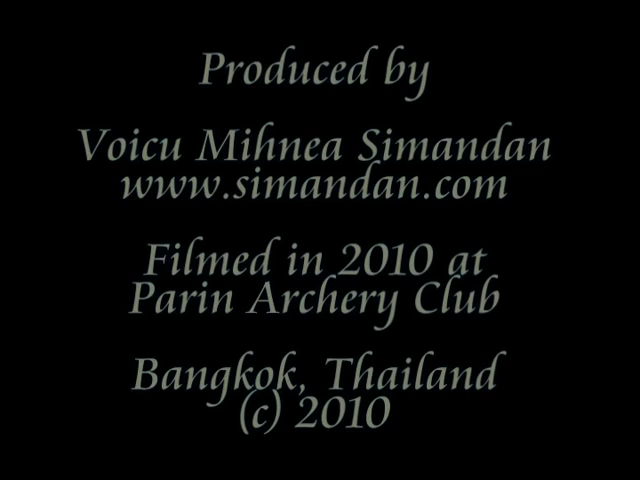 Produced by
Voicu Mihnea Simandan
www.simandan.com
Filmed in 2010 at
Parin Archery Club
Bangkok, Thailand
(c) 2010